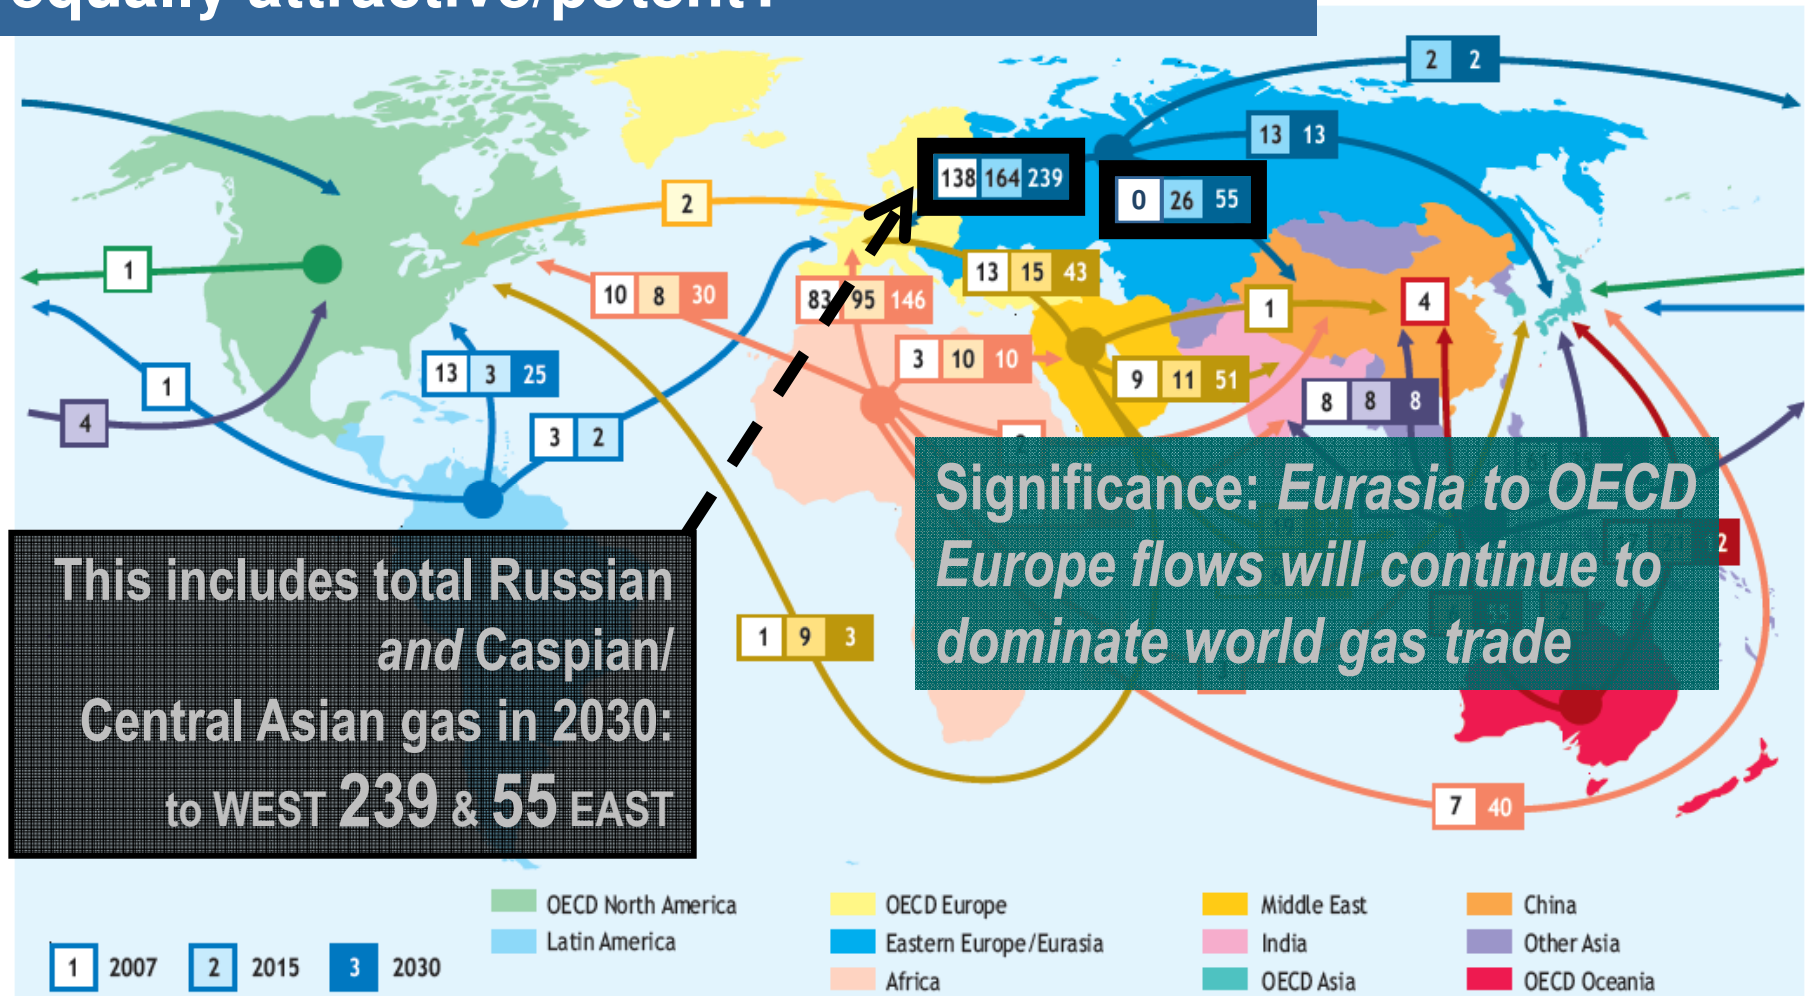 equally attractive/potent?
2 2
13 13
138 164 239
0 26 55
2
1
10 8 30
83 95 146
13 15 43
1
4
3 10 10
9 11 51
13 3 25
1
8 8 8
4
3 2
Significance: Eurasia to OECD
Europe flows will continue to
dominate world gas trade
This includes total Russian
and Caspian/
Central Asian gas in 2030:
to WEST 239 & 55 EAST
1 9 3
7 40
OECD North America
Latin America
OECD Europe
Eastern Europe/Eurasia
Africa
Middle East
India
OECD Asia
China
Other Asia
OECD Oceania
1 2007
2 2015
3 2030